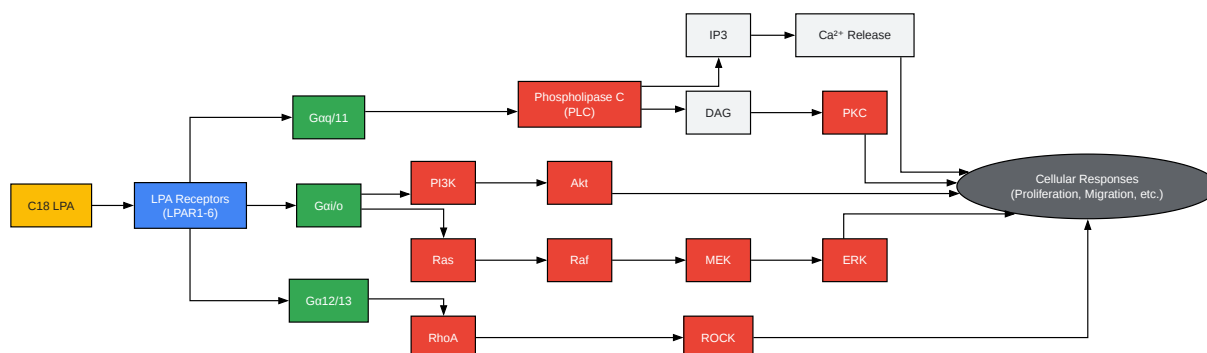 IP3
Ca²⁺ Release
Phospholipase C
(PLC)
DAG
PKC
Gαq/11
C18 LPA
LPA Receptors
(LPAR1-6)
Gαi/o
PI3K
Akt
Cellular Responses
(Proliferation, Migration, etc.)
Ras
Raf
MEK
ERK
Gα12/13
RhoA
ROCK